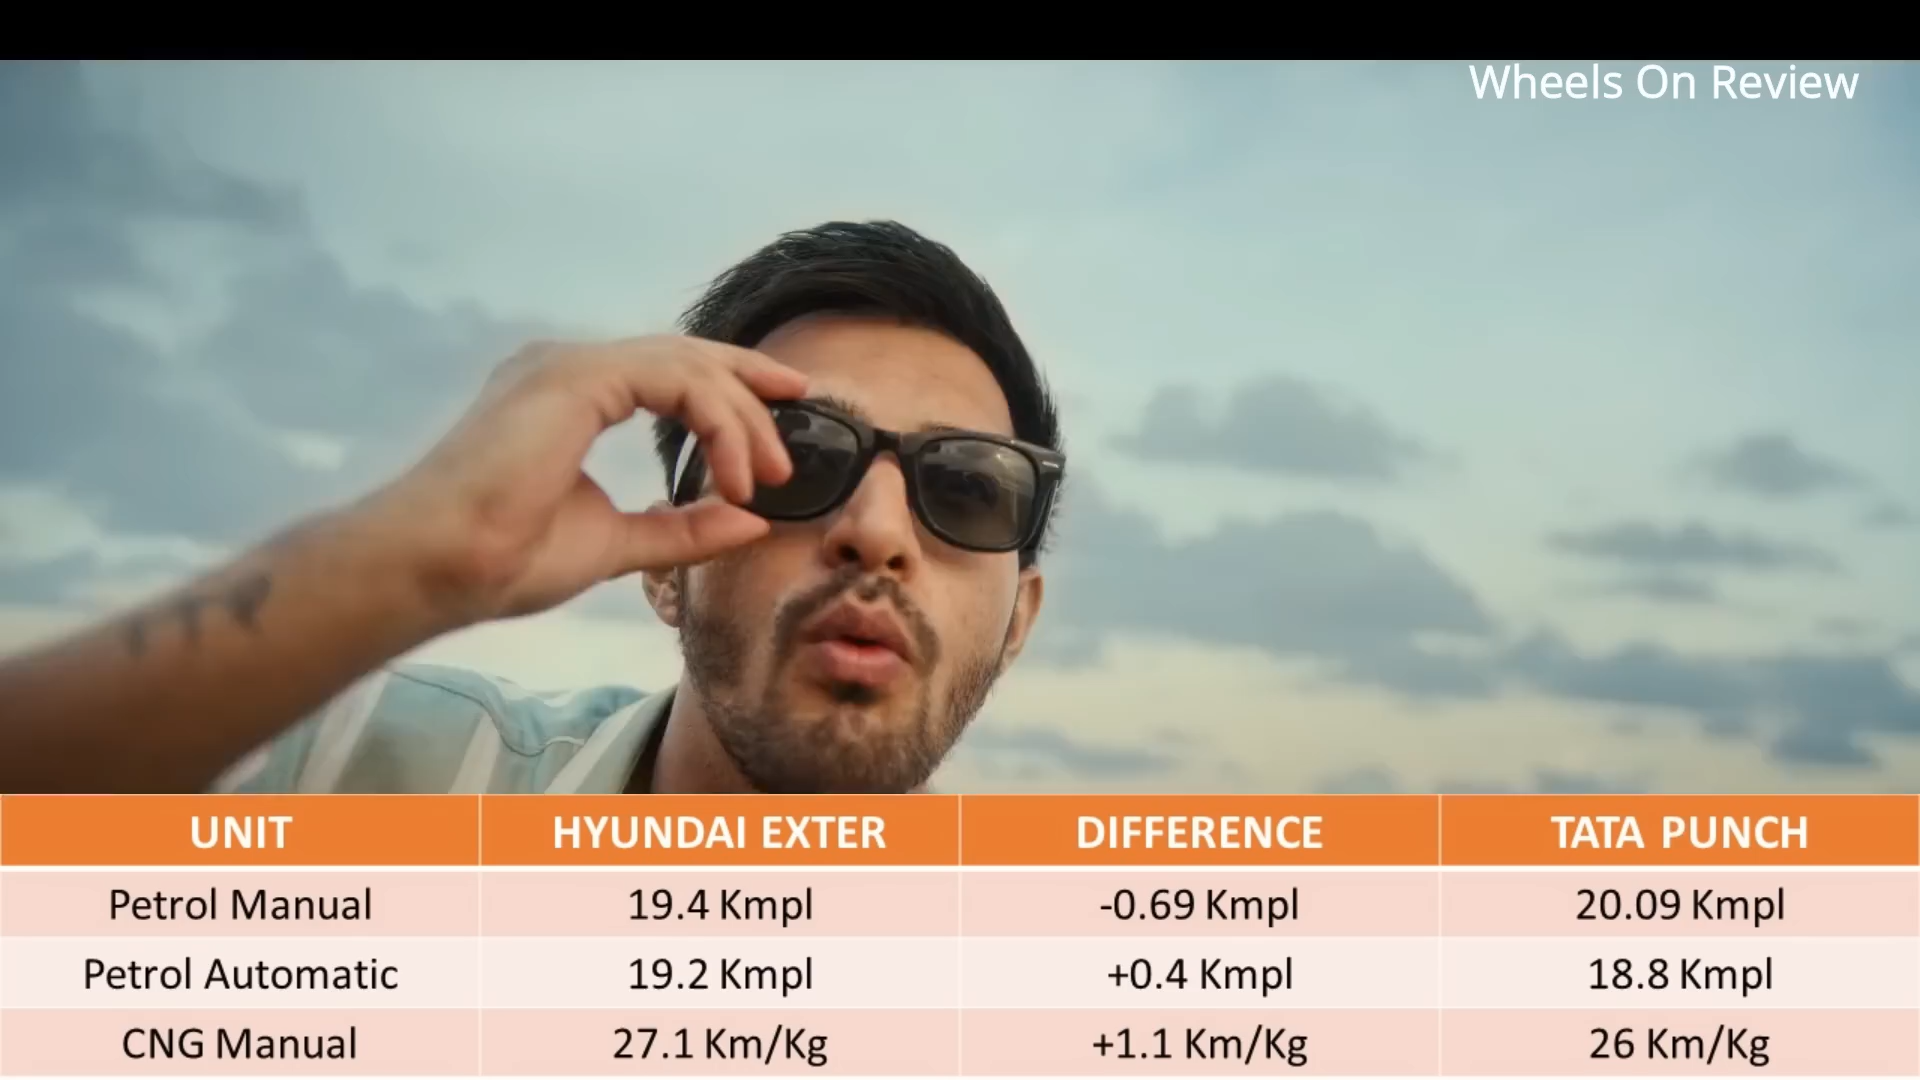 Wheels On Review
UNIT HYUNDAI EXTER DIFFERENCE TATA PUNCH
Petrol Manual 19.4 Kmpl -0.69 Kmpl 20.09 Kmpl
Petrol Automatic 19.2 Kmpl +0.4 Kmpl 18.8 Kmpl
CNG Manual 27.1 Km/Kg +1.1 Km/Kg 26 Km/Kg